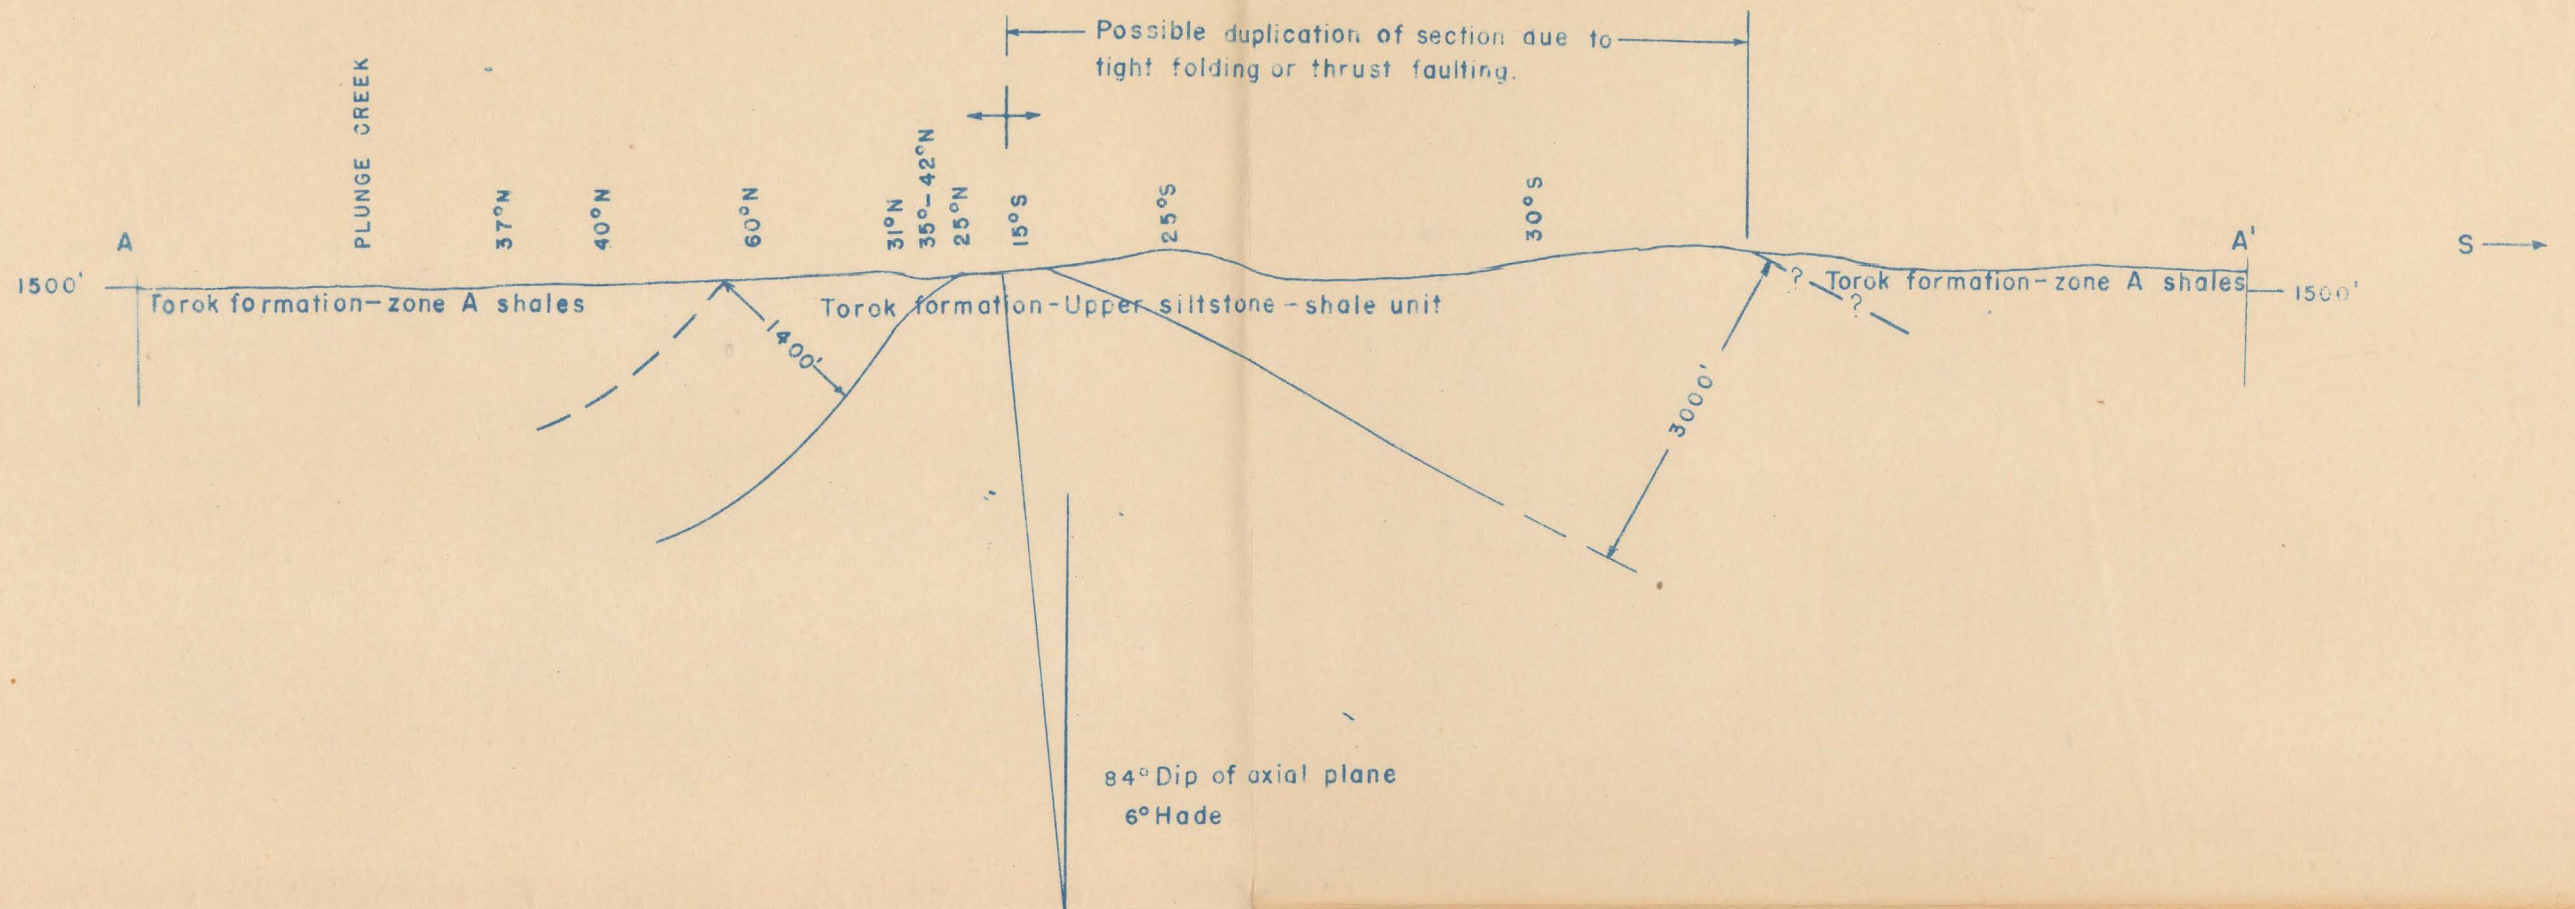 Possible duplication of section due to
tight folding or thrust faulting.
PLUNGE CREEK
37°N
40°N
60°N
31°N
35°-42°N
25°N
15°S
25°S
30°S
A
A'
S
1500'
Torok formation-zone A shales
Torok formation-Upper siltstone-shale unit
? Torok formation-zone A shales
?
1500'
1400'
3000'
84° Dip of axial plane
6° Hade